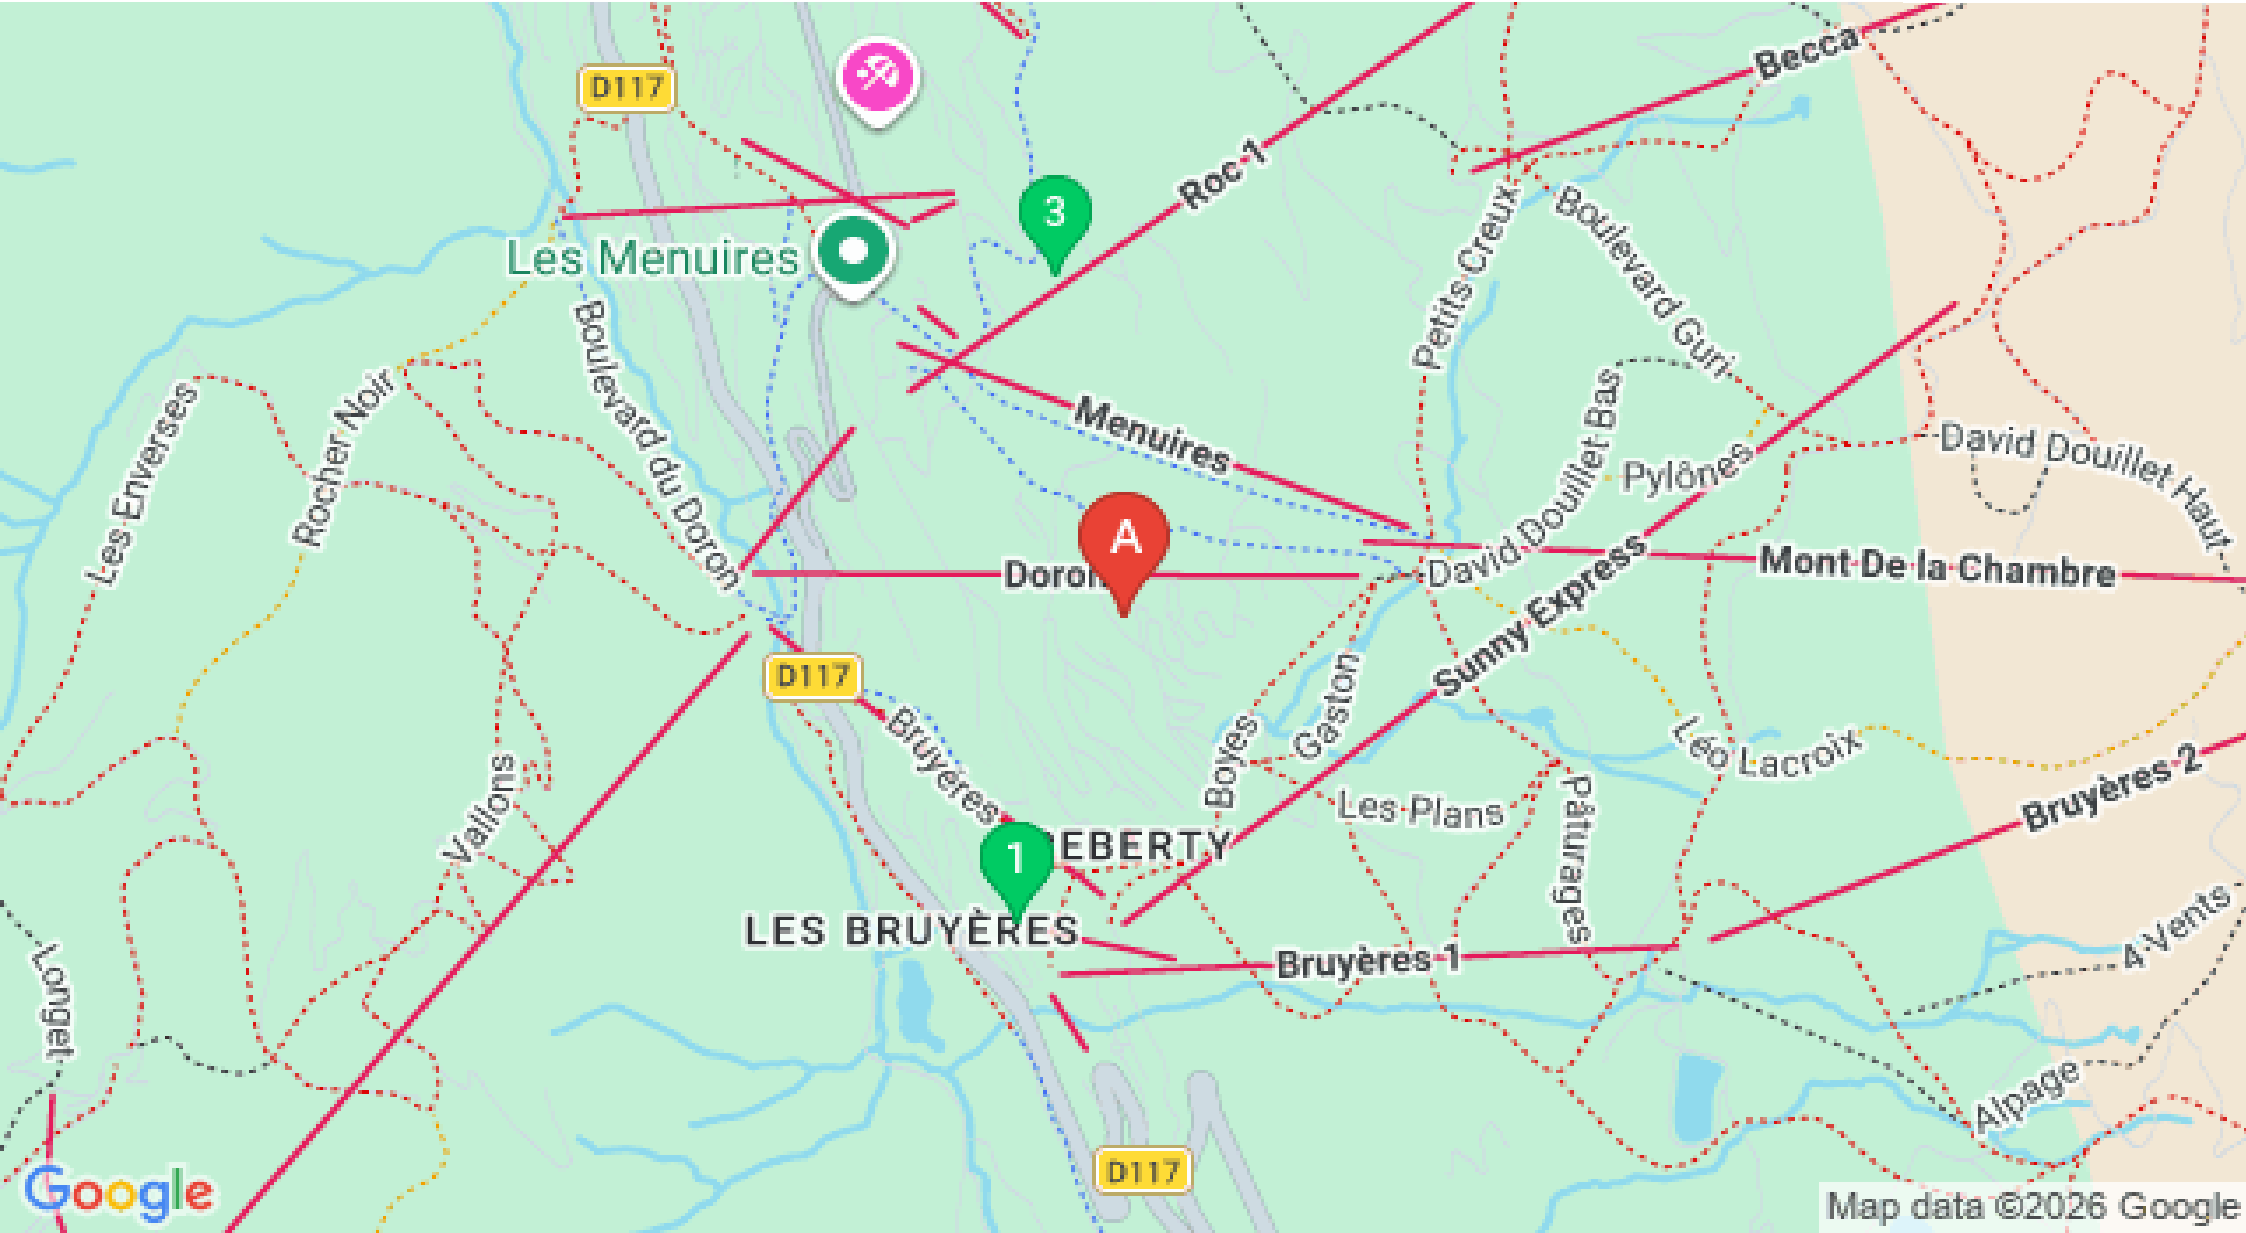 Becca
D117
Roc 1
3
Les Menuires
Petits Creux
Boulevard Guri
Boulevard du Doron
Les Enverses
Rocher Noir
Menuires
David Douillet Bas
Pylônes
David Douillet Haut
A
Doron
David Douillet
Mont De la Chambre
Sunny Express
D117
Bruyères
Gaston
Boyes
Léo Lacroix
Vallons
Les Plans
Pâturages
Bruyères 2
1
EBERTY
LES BRUYÈRES
Bruyères 1
4 Vents
Longet
Alpage
D117
Google
Map data ©2026 Google